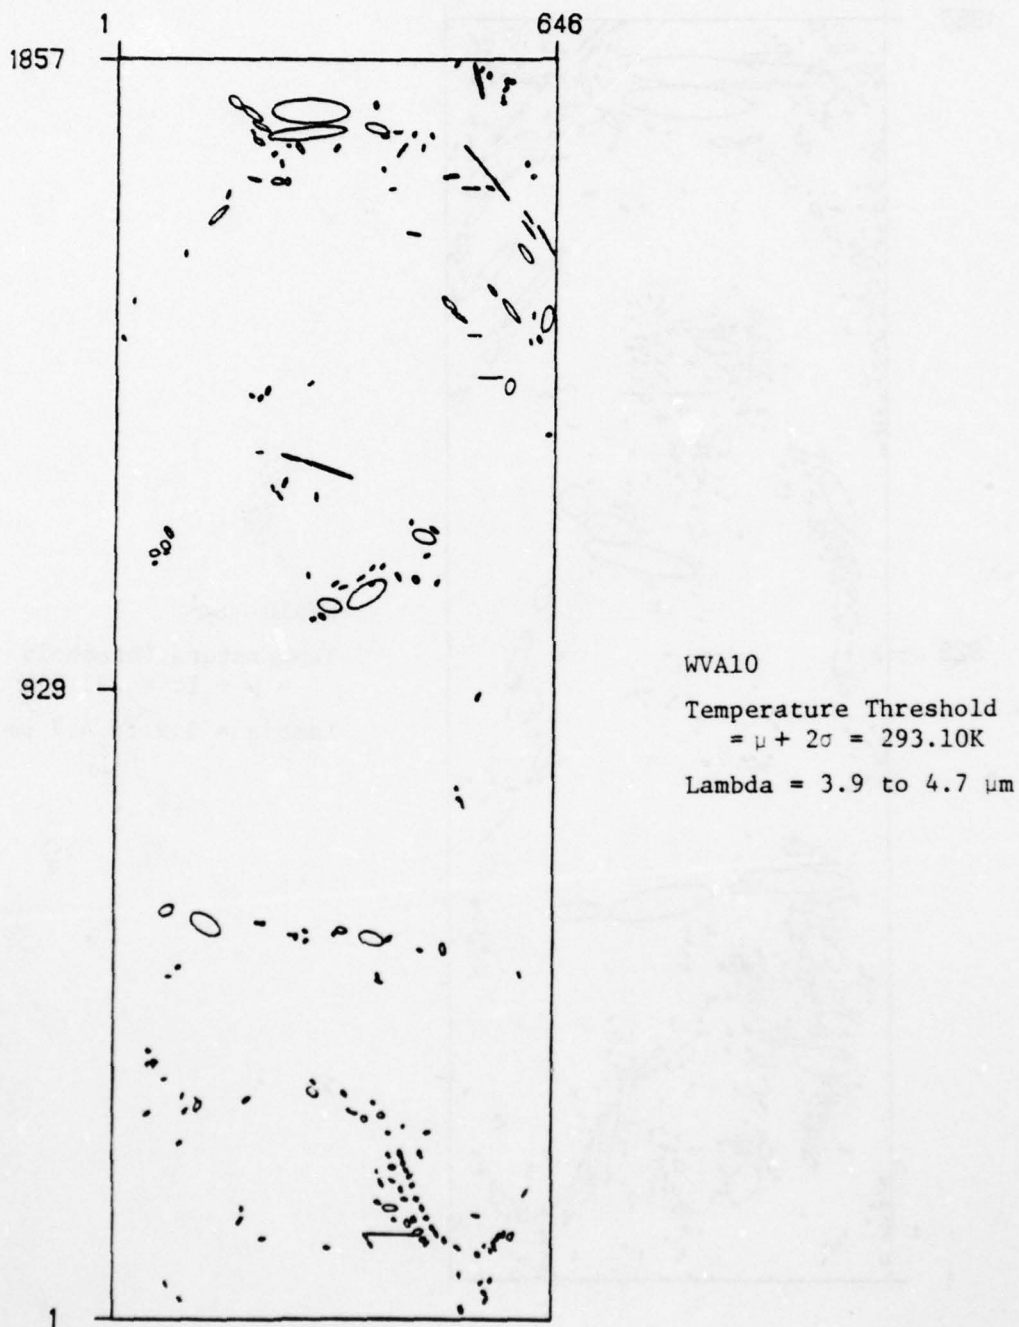 1 646
1857
WVA10
929
Temperature Threshold
= μ + 2σ = 293.10K
Lambda = 3.9 to 4.7 μm
1